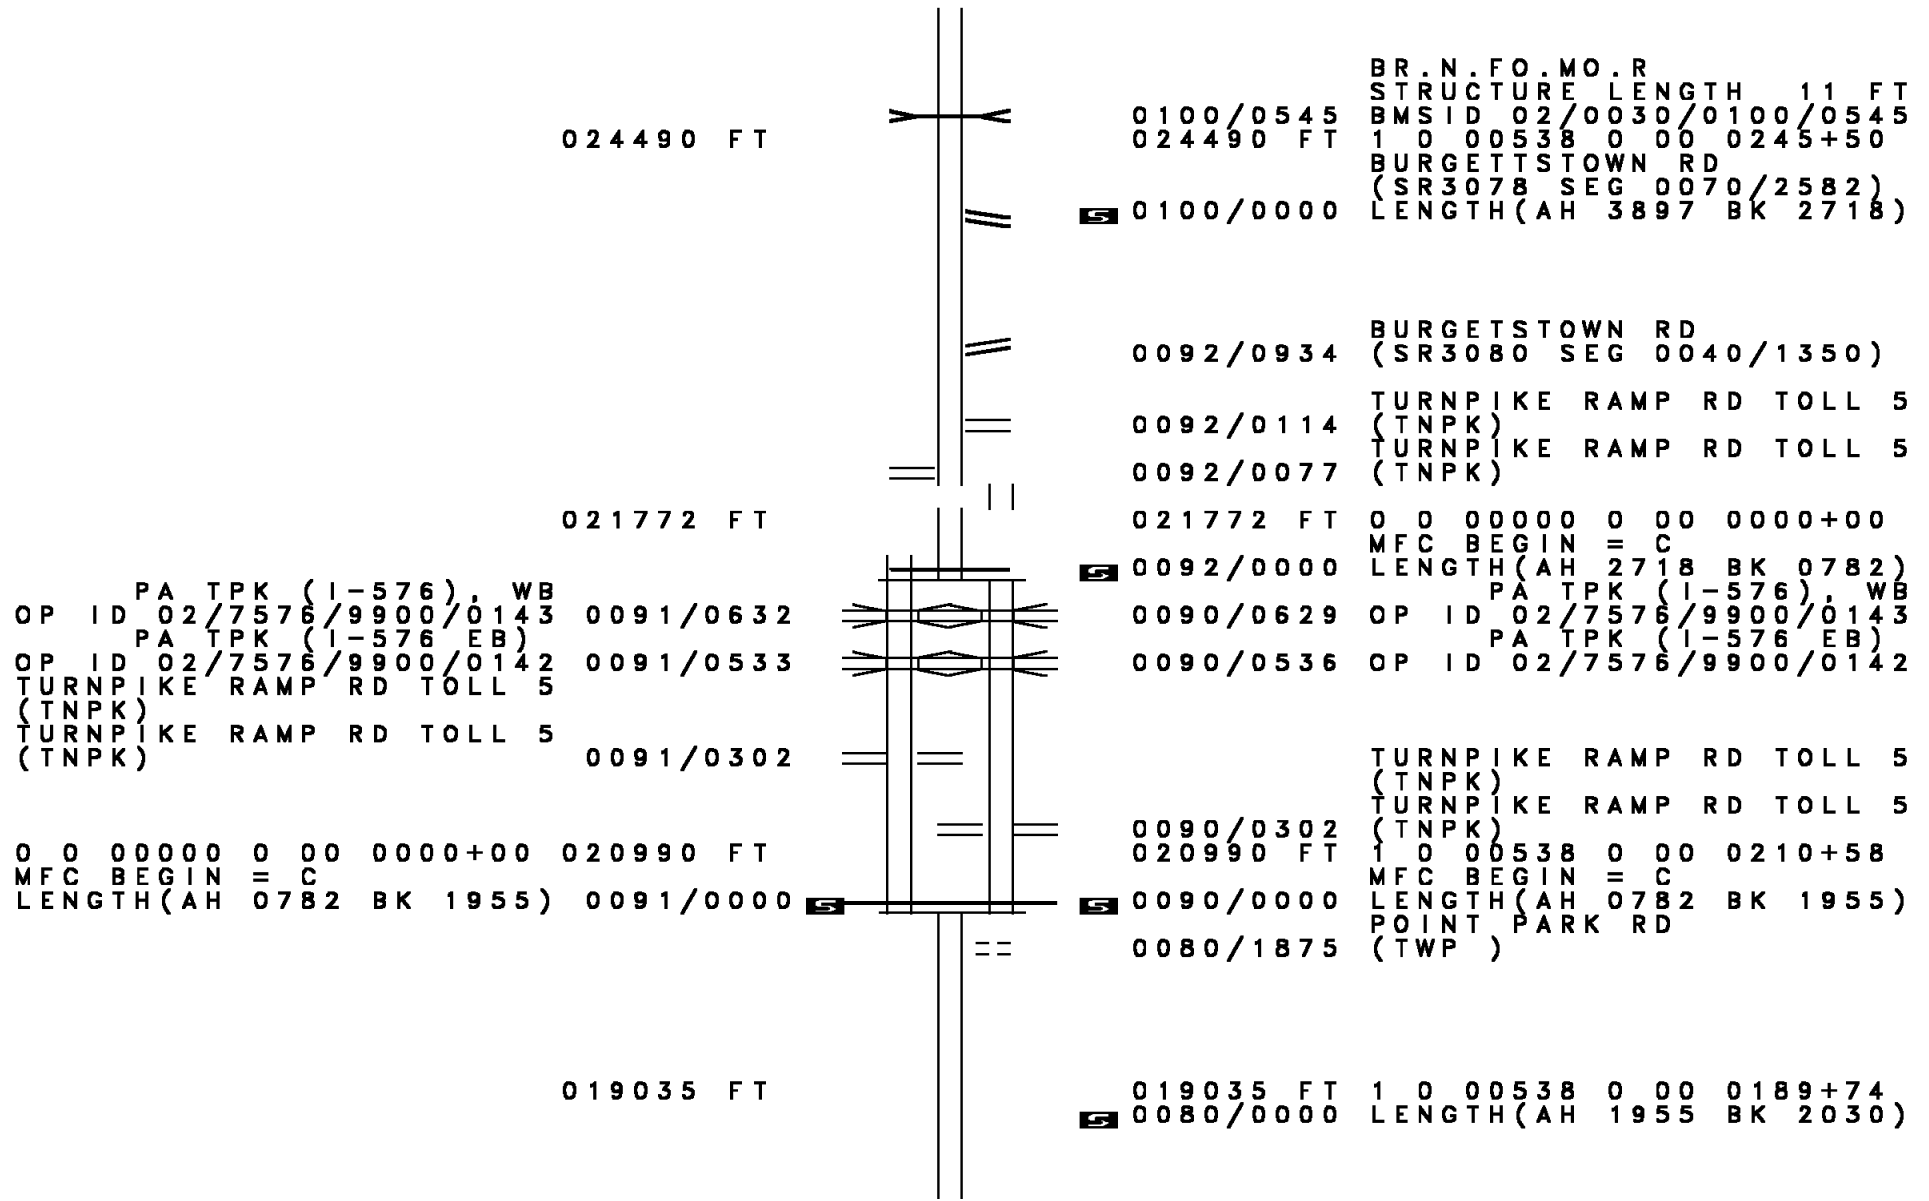 BR.N.FO.MO.R
STRUCTURE LENGTH 11 FT
0100/0545 BMSID 02/0030/0100/0545
024490 FT 024490 FT 1 0 00538 0 00 0245+50
BURGETTSTOWN RD
(SR3078 SEG 0070/2582)
S 0100/0000 LENGTH(AH 3897 BK 2718)
BURGETSTOWN RD
0092/0934 (SR3080 SEG 0040/1350)
TURNPIKE RAMP RD TOLL 5
0092/0114 (TNPK)
TURNPIKE RAMP RD TOLL 5
0092/0077 (TNPK)
021772 FT 021772 FT 0 0 00000 0 00 0000+00
MFC BEGIN = C
S 0092/0000 LENGTH(AH 2718 BK 0782)
PA TPK (I-576), WB PA TPK (I-576), WB
OP ID 02/7576/9900/0143 0091/0632 0090/0629 OP ID 02/7576/9900/0143
PA TPK (I-576 EB) PA TPK (I-576 EB)
OP ID 02/7576/9900/0142 0091/0533 0090/0536 OP ID 02/7576/9900/0142
TURNPIKE RAMP RD TOLL 5
(TNPK)
TURNPIKE RAMP RD TOLL 5
(TNPK) 0091/0302 TURNPIKE RAMP RD TOLL 5
(TNPK)
TURNPIKE RAMP RD TOLL 5
0090/0302 (TNPK)
0 0 00000 0 00 0000+00 020990 FT 020990 FT 1 0 00538 0 00 0210+58
MFC BEGIN = C MFC BEGIN = C
LENGTH(AH 0782 BK 1955) 0091/0000 S S 0090/0000 LENGTH(AH 0782 BK 1955)
POINT PARK RD
0080/1875 (TWP )
019035 FT 019035 FT 1 0 00538 0 00 0189+74
S 0080/0000 LENGTH(AH 1955 BK 2030)